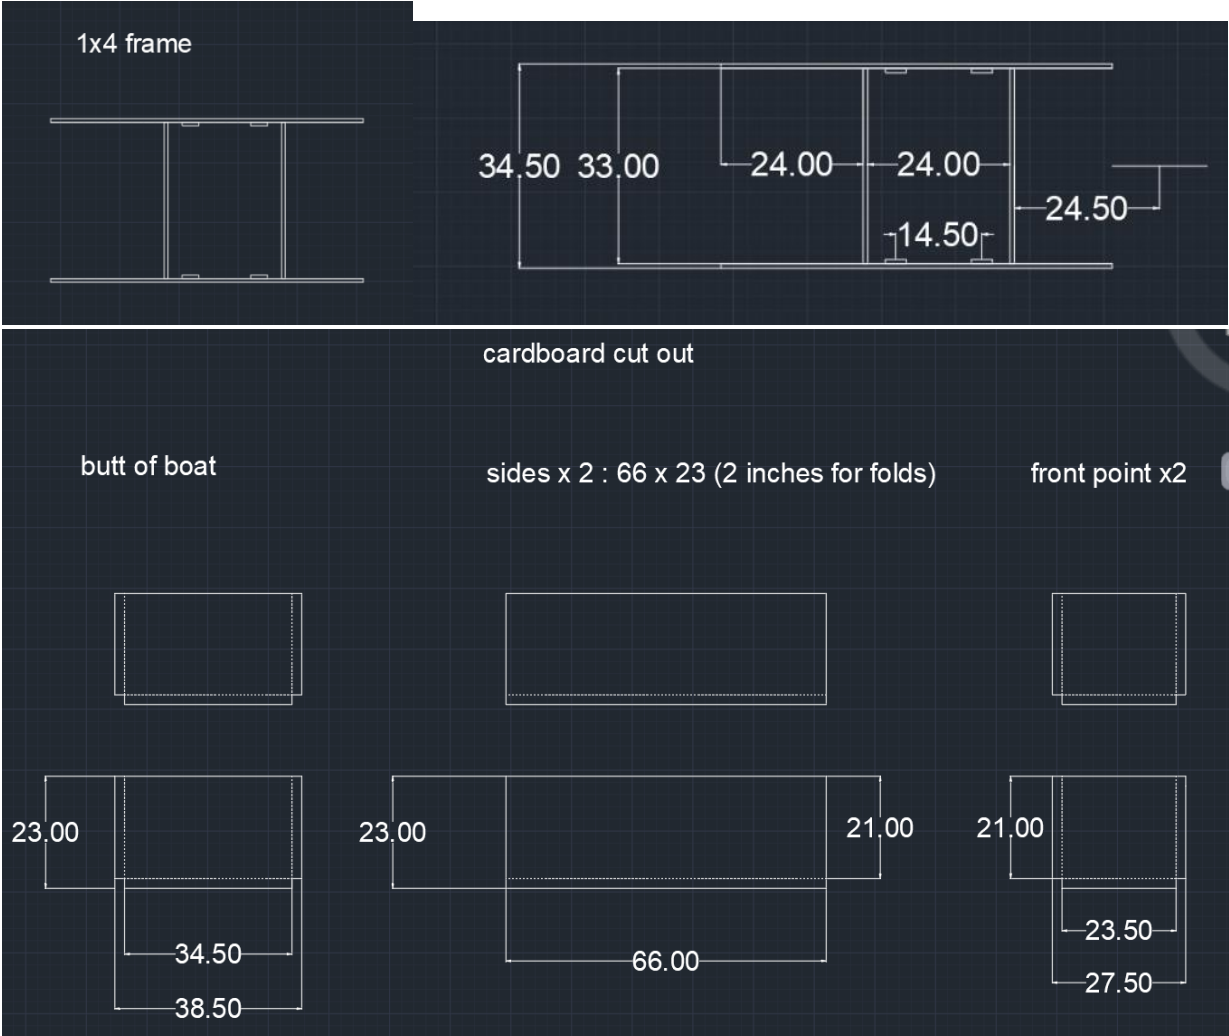 1x4 frame
34.50 33.00 24.00 24.00
24.50
14.50
cardboard cut out
butt of boat
sides x 2 : 66 x 23 (2 inches for folds)
front point x2
23.00 23.00 21.00 21.00
34.50 66.00 23.50
38.50 27.50